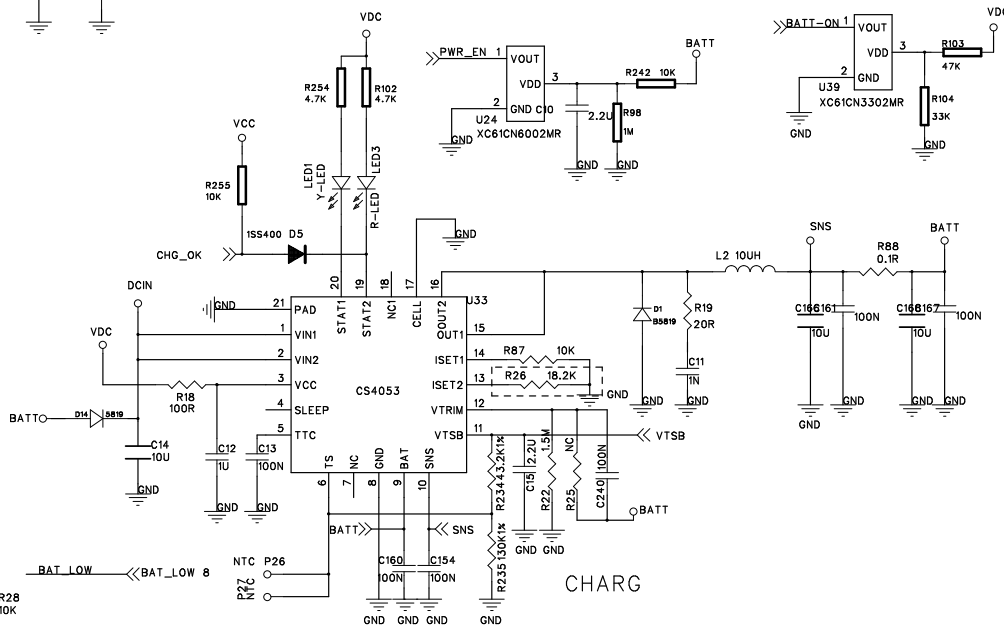 VDC
R254
4.7K
R102
4.7K
VCC
R255
10K
LED1
Y-LED
LED3
R-LED
1SS400
D5
CHG_OK
GND
PWR_EN
1
VOUT
VDD
3
2
GND
C10
U24
XC61CN6002MR
GND
2.2U
R242 10K
BATT
R98
1M
GND
GND
BATT-ON
1
VOUT
VDD
3
2
GND
U39
XC61CN3302MR
GND
R103
47K
VDC
R104
33K
GND
DCIN
GND
VDC
R18
100R
BATT
D14
5819
C14
10U
GND
C12
1U
GND
C13
100N
GND
20
19
18
17
16
STAT1
STAT2
NC1
CELL
OUT2
U33
21
PAD
1
VIN1
2
VIN2
3
VCC
4
SLEEP
5
TTC
CS4053
OUT1
15
ISET1
14
ISET2
13
VTRIM
12
VTSB
11
TS
NC
GND
BAT
SNS
6
7
8
9
10
R87
10K
R26
18.2K
GND
VTSB
R234
43.2K1%
C15
2.2U
GND
R22
1.5M
GND
R25
NC
C240
100N
BATT
R235
130K1%
GND
BATT
SNS
C160
100N
C154
100N
GND
GND
GND
NTC P26
P27
NTC
BAT_LOW
BAT_LOW 8
R28
10K
CHARG
L2 10UH
D1
B5819
GND
R19
20R
C11
1N
GND
SNS
10U
GND
C161
100N
GND
R88
0.1R
BATT
10U
GND
C167
100N
GND